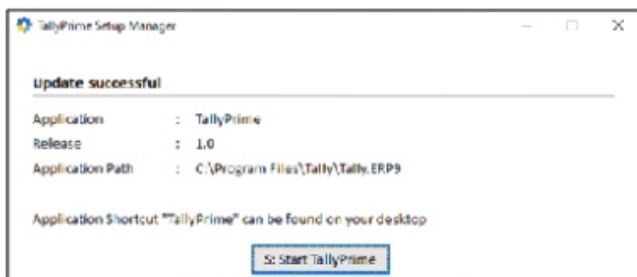 TallyPrime Setup Manager
Update successful
Application : TallyPrime
Release : 1.0
Application Path : C:\Program Files\Tally\Tally.ERP9
Application Shortcut "TallyPrime" can be found on your desktop
S: Start TallyPrime